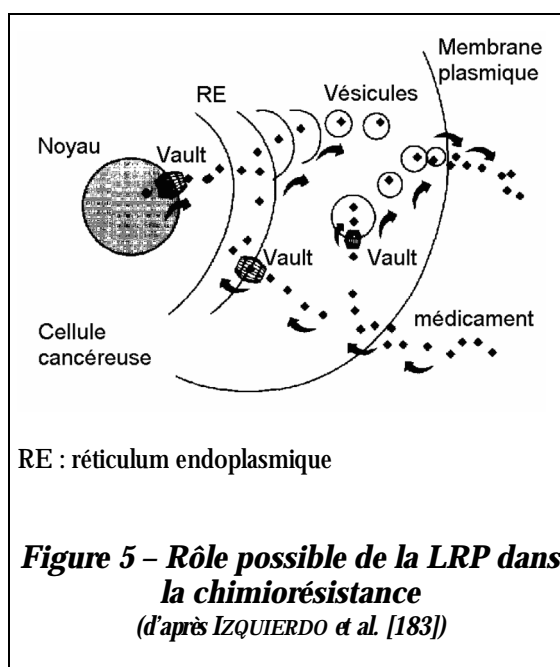 Membrane
plasmique
RE
Vésicules
Noyau
Vault
Vault
Vault
Cellule
cancéreuse
médicament
RE : réticulum endoplasmique
Figure 5 – Rôle possible de la LRP dans
la chimiorésistance
(d'après IZQUIERDO et al. [183])